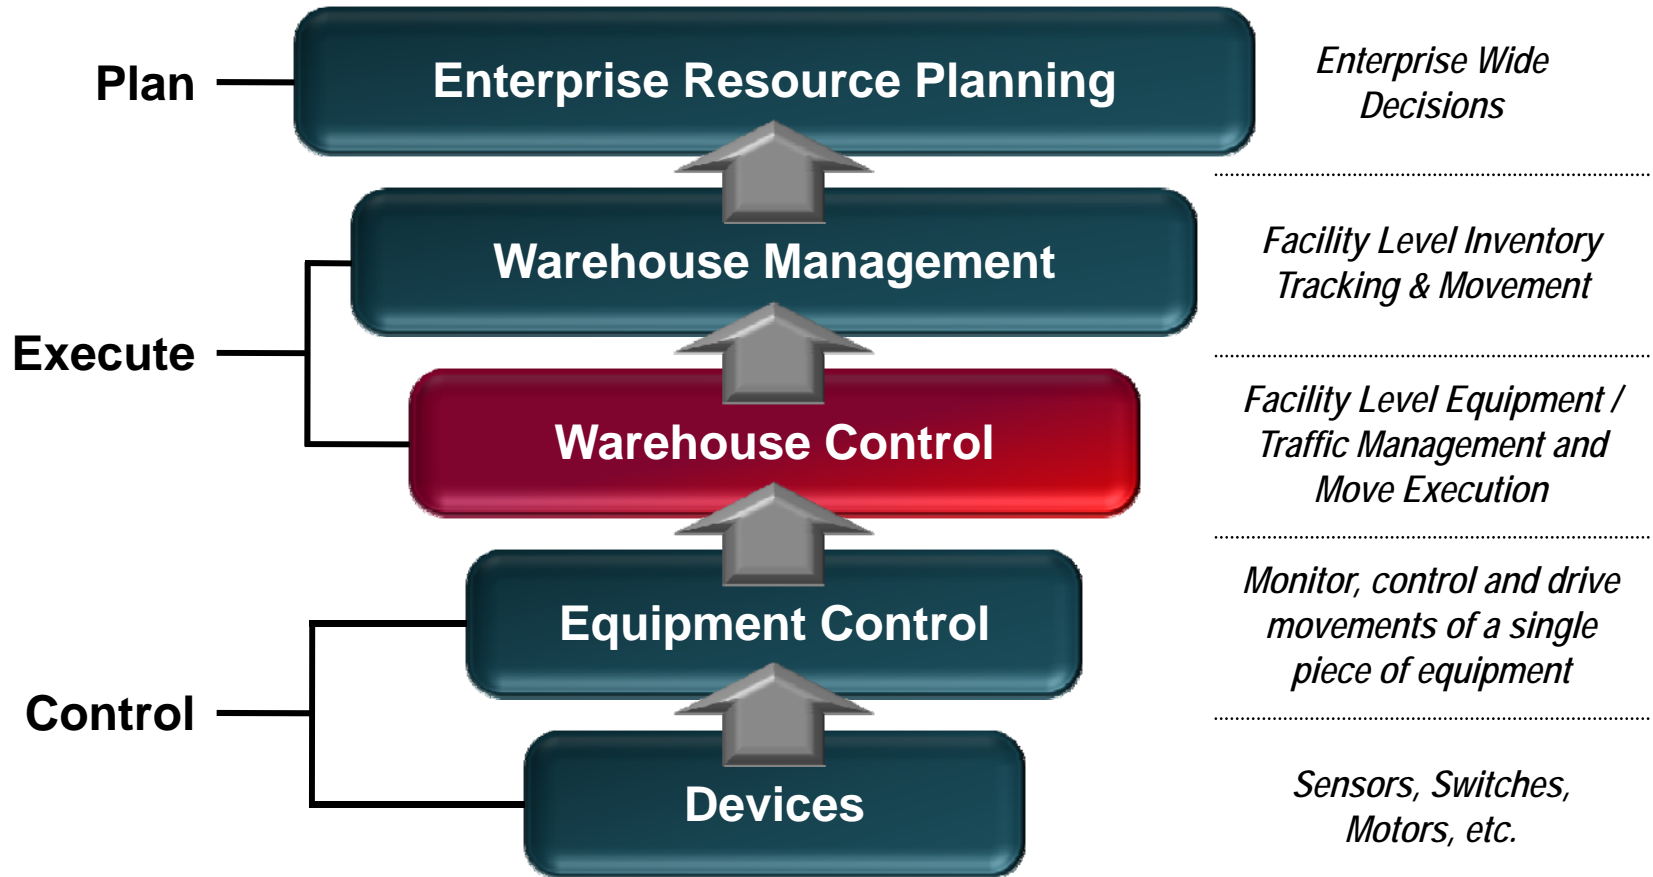 Plan
Enterprise Resource Planning
Enterprise Wide
Decisions
Warehouse Management
Facility Level Inventory
Tracking & Movement
Execute
Warehouse Control
Facility Level Equipment /
Traffic Management and
Move Execution
Equipment Control
Monitor, control and drive
movements of a single
piece of equipment
Control
Devices
Sensors, Switches,
Motors, etc.